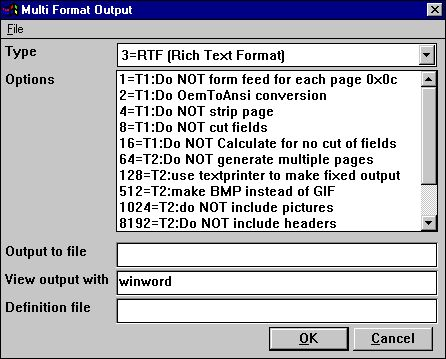 Multi Format Output
File
Type
3=RTF (Rich Text Format)
Options
1=T1:Do NOT form feed for each page 0x0c
2=T1:Do OemToAnsi conversion
4=T1:Do NOT strip page
8=T1:Do NOT cut fields
16=T1:Do NOT Calculate for no cut of fields
64=T2:Do NOT generate multiple pages
128=T2:use textprinter to make fixed output
512=T2:make BMP instead of GIF
1024=T2:do NOT include pictures
8192=T2:Do NOT include headers
Output to file
View output with
winword
Definition file
OK
Cancel